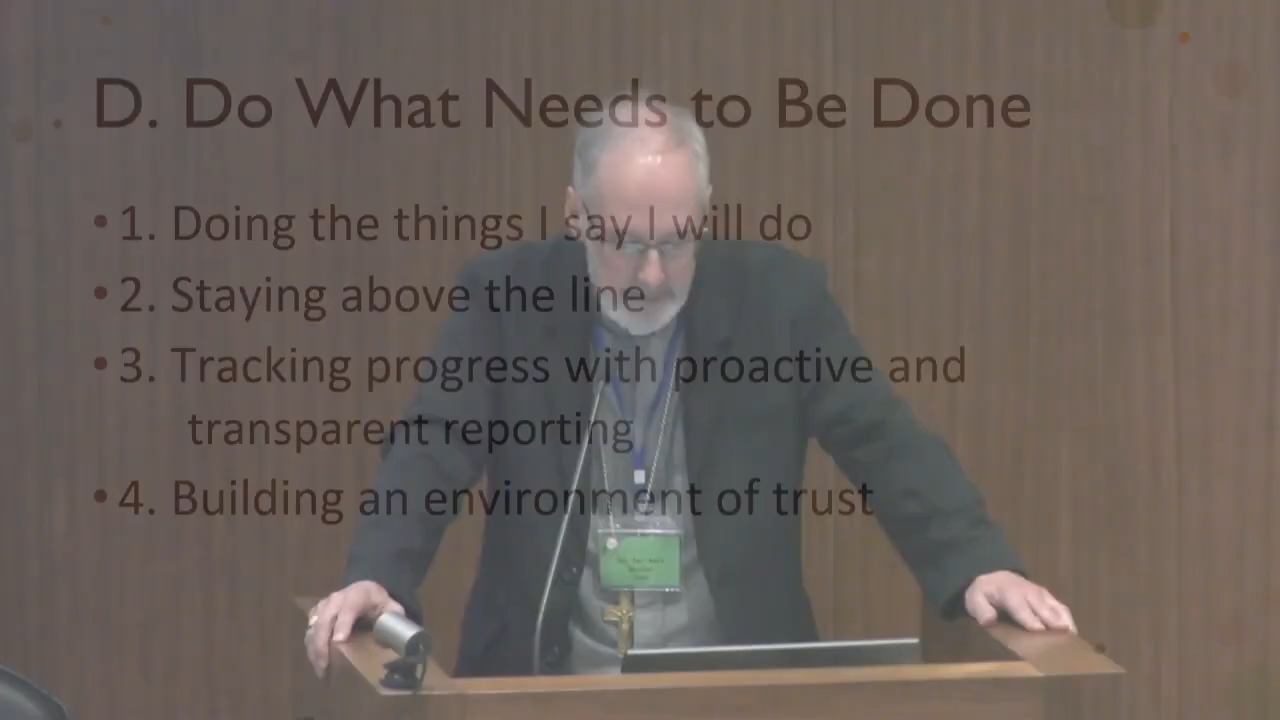 D. Do What Needs to Be Done
• 1. Doing the things I say I will do
• 2. Staying above the line
• 3. Tracking progress with proactive and
transparent reporting
• 4. Building an environment of trust